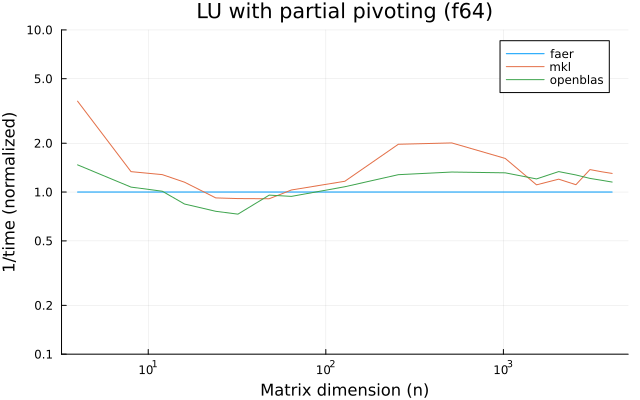 LU with partial pivoting (f64)
10.0
5.0
2.0
1.0
0.5
0.2
0.1
1/time (normalized)
faer
mkl
openblas
10¹
10²
10³
Matrix dimension (n)